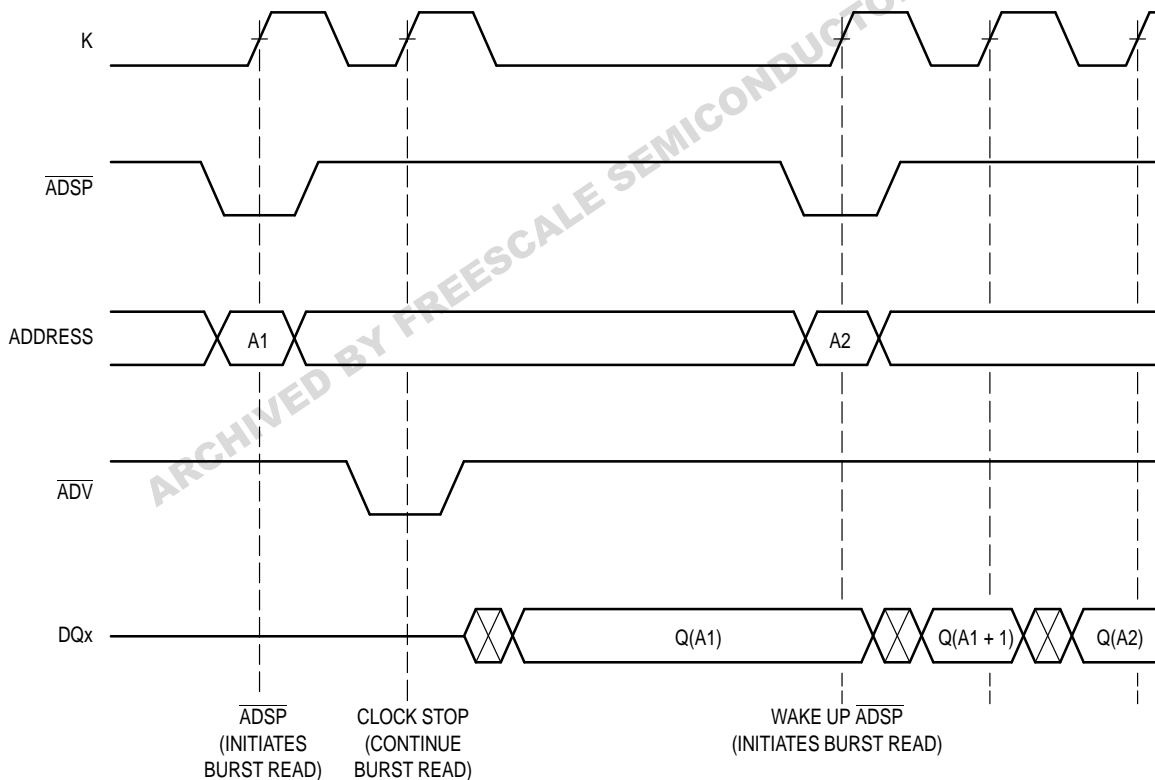 K
ARCHIVED BY FREESCALE SEMICONDUCTOR
ADSP
ADDRESS
A1
A2
ADV
DQx
Q(A1)
Q(A1 + 1)
Q(A2)
ADSP
(INITIATES
BURST READ)
CLOCK STOP
(CONTINUE
BURST READ)
WAKE UP ADSP
(INITIATES BURST READ)